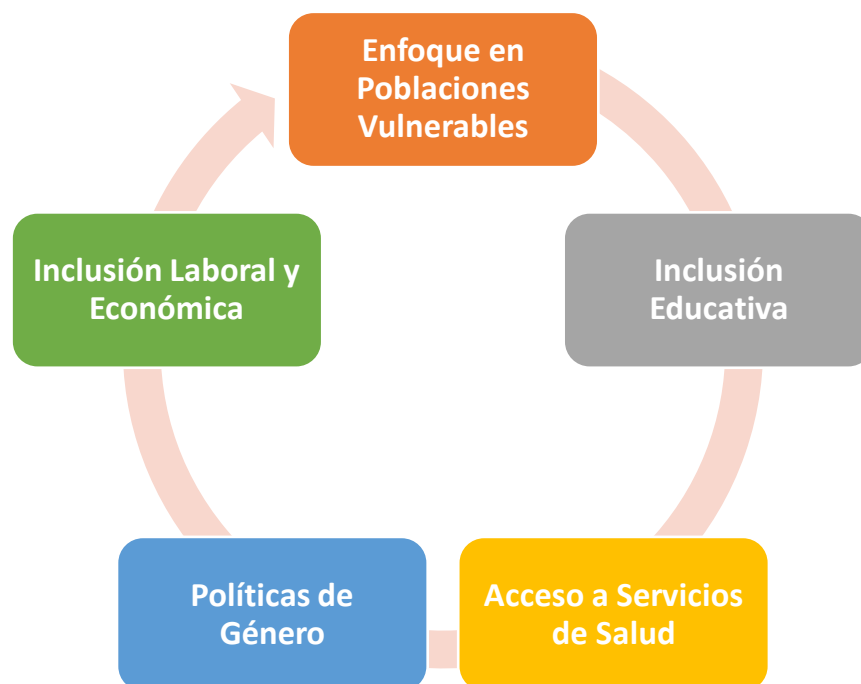 Enfoque en
Poblaciones
Vulnerables
Inclusión
Educativa
Acceso a Servicios
de Salud
Políticas de
Género
Inclusión Laboral y
Económica